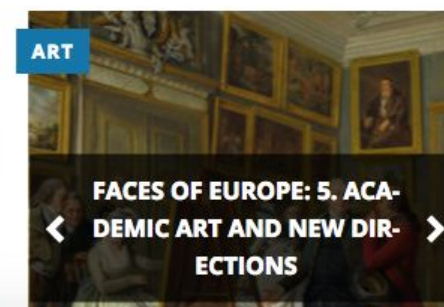 ART
FACES OF EUROPE: 5. ACA-
DEMIC ART AND NEW DIR-
ECTIONS